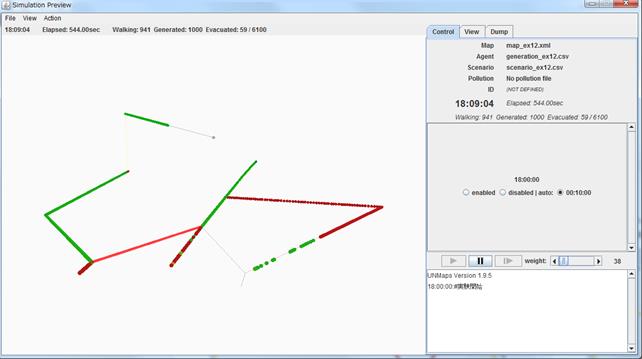 Simulation Preview
File View Action
18:09:04 Elapsed: 544.00sec Walking: 941 Generated: 1000 Evacuated: 59 / 6100
Control View Dump
Map map_ex12.xml
Agent generation_ex12.csv
Scenario scenario_ex12.csv
Pollution No pollution file
ID (NOT DEFINED)
18:09:04 Elapsed: 544.00sec
Walking: 941 Generated: 1000 Evacuated: 59 / 6100
18:00:00
enabled disabled | auto: 00:10:00
weight: 38
UNMaps Version 1.9.5
18:00:00:#実験開始